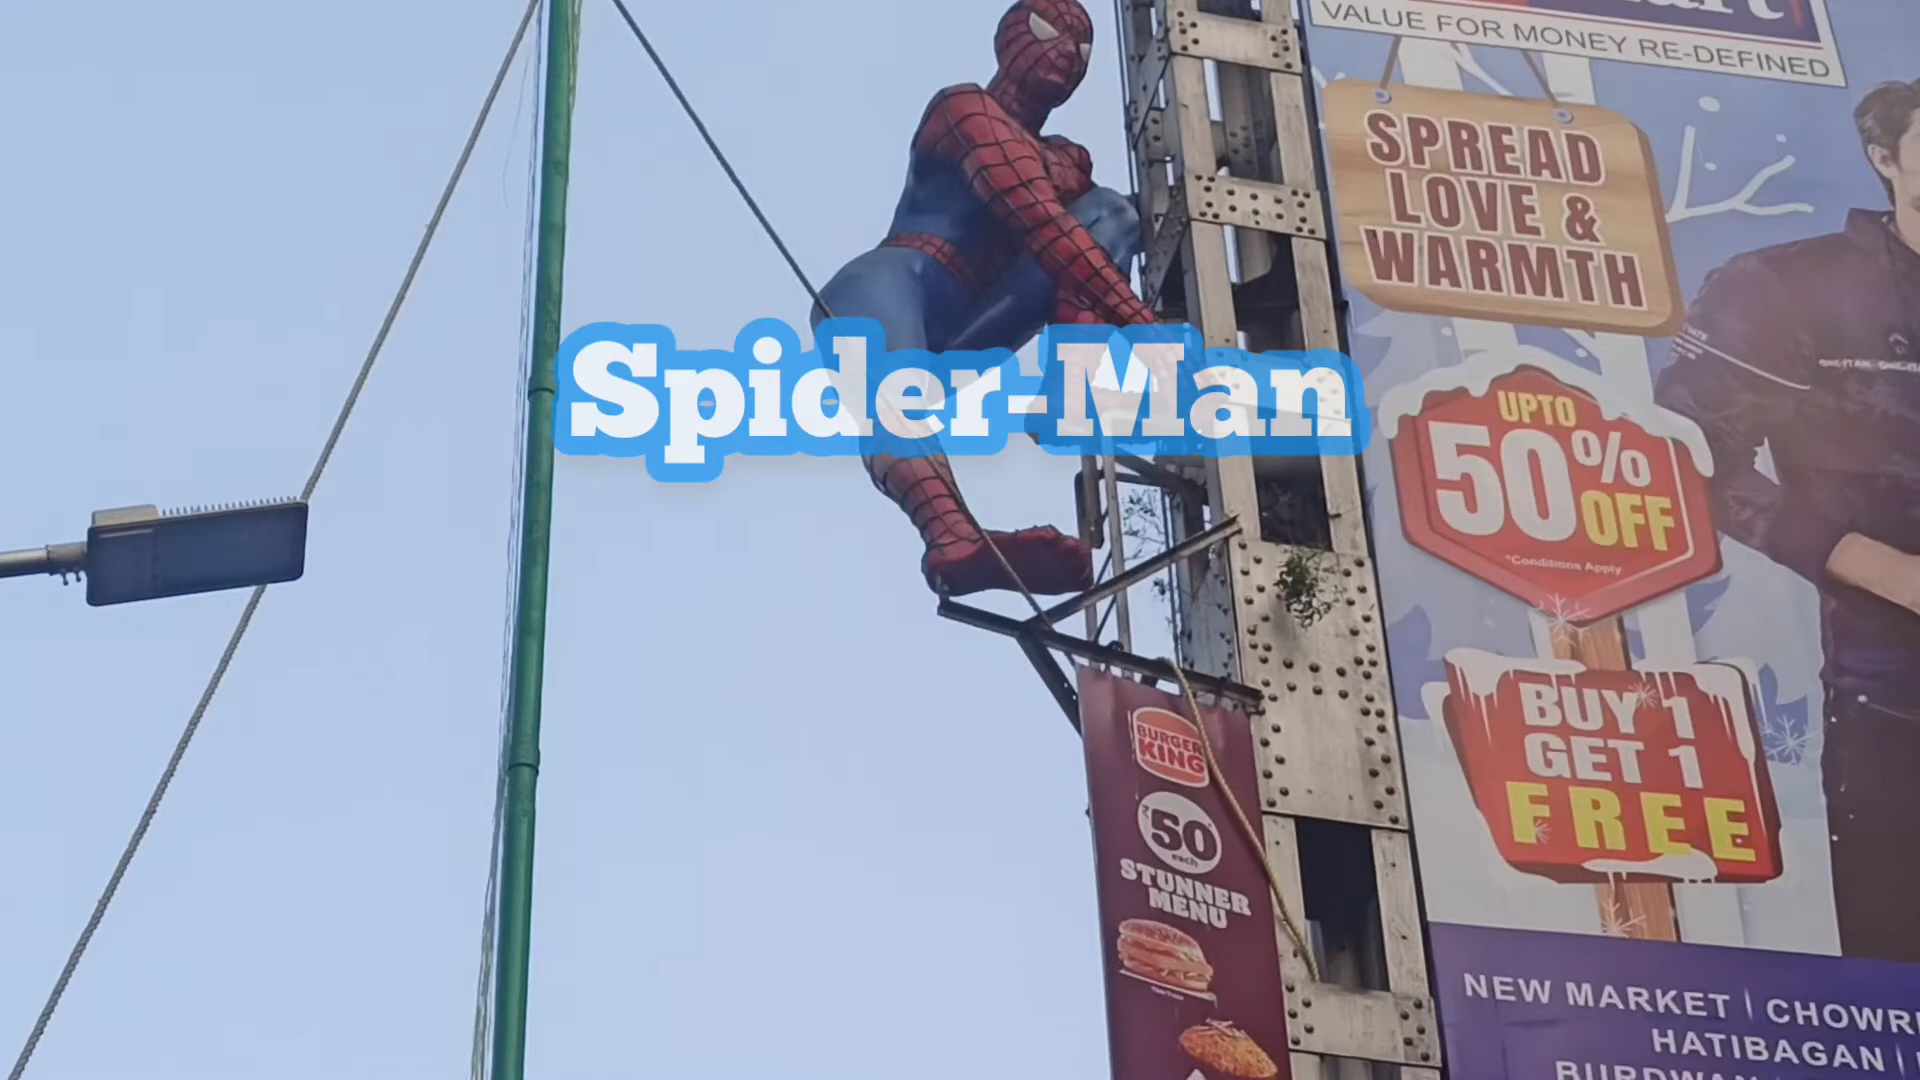 VALUE FOR MONEY RE-DEFINED
SPREAD
LOVE &
WARMTH
Spider-Man
UPTO
50% OFF
*Conditions Apply
BUY 1
GET 1
FREE
BURGER
KING
₹50
each
STUNNER
MENU
NEW MARKET | CHOWR
HATIBAGAN |
BURDWAN